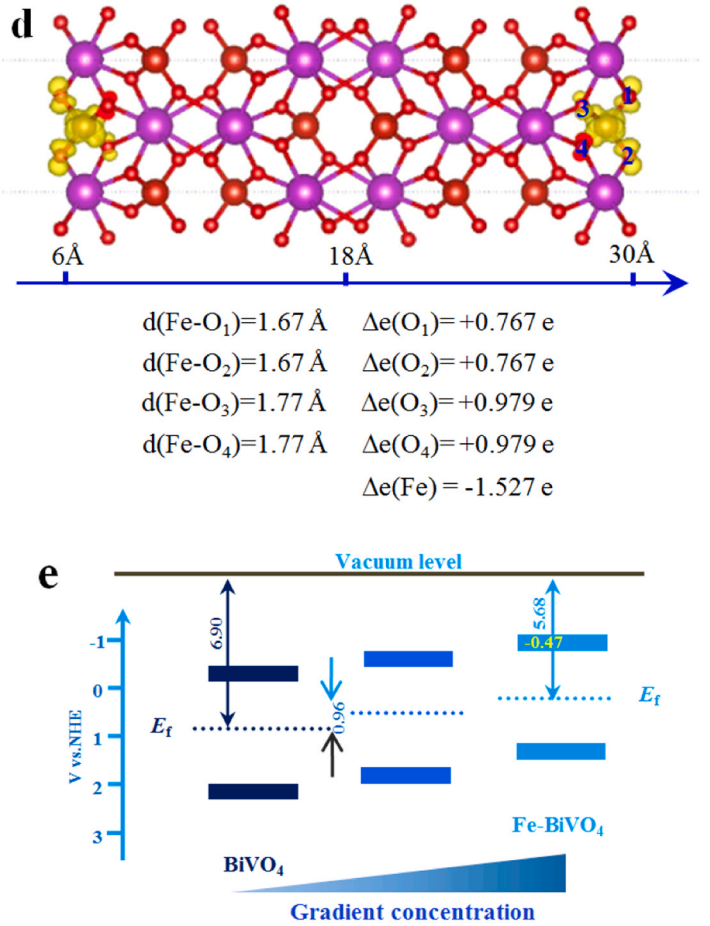 d
1
3
4
2
6Å 18Å 30Å
d(Fe-O₁)=1.67 Å Δe(O₁)= +0.767 e
d(Fe-O₂)=1.67 Å Δe(O₂)= +0.767 e
d(Fe-O₃)=1.77 Å Δe(O₃)= +0.979 e
d(Fe-O₄)=1.77 Å Δe(O₄)= +0.979 e
Δe(Fe) = -1.527 e
e
Vacuum level
6.90
5.68
-1
-0.47
0
E_f
0.96
E_f
1
2
3
V vs.NHE
Fe-BiVO₄
BiVO₄
Gradient concentration